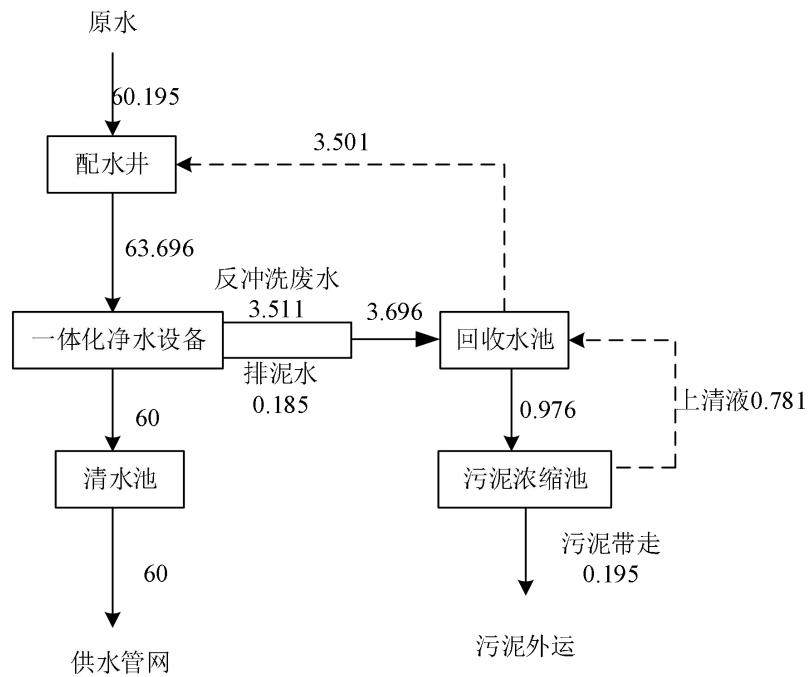 原水
60.195
配水井
3.501
63.696
反冲洗废水
3.511
3.696
一体化净水设备
回收水池
排泥水
0.185
60
0.976
上清液0.781
清水池
污泥浓缩池
60
污泥带走
0.195
供水管网
污泥外运